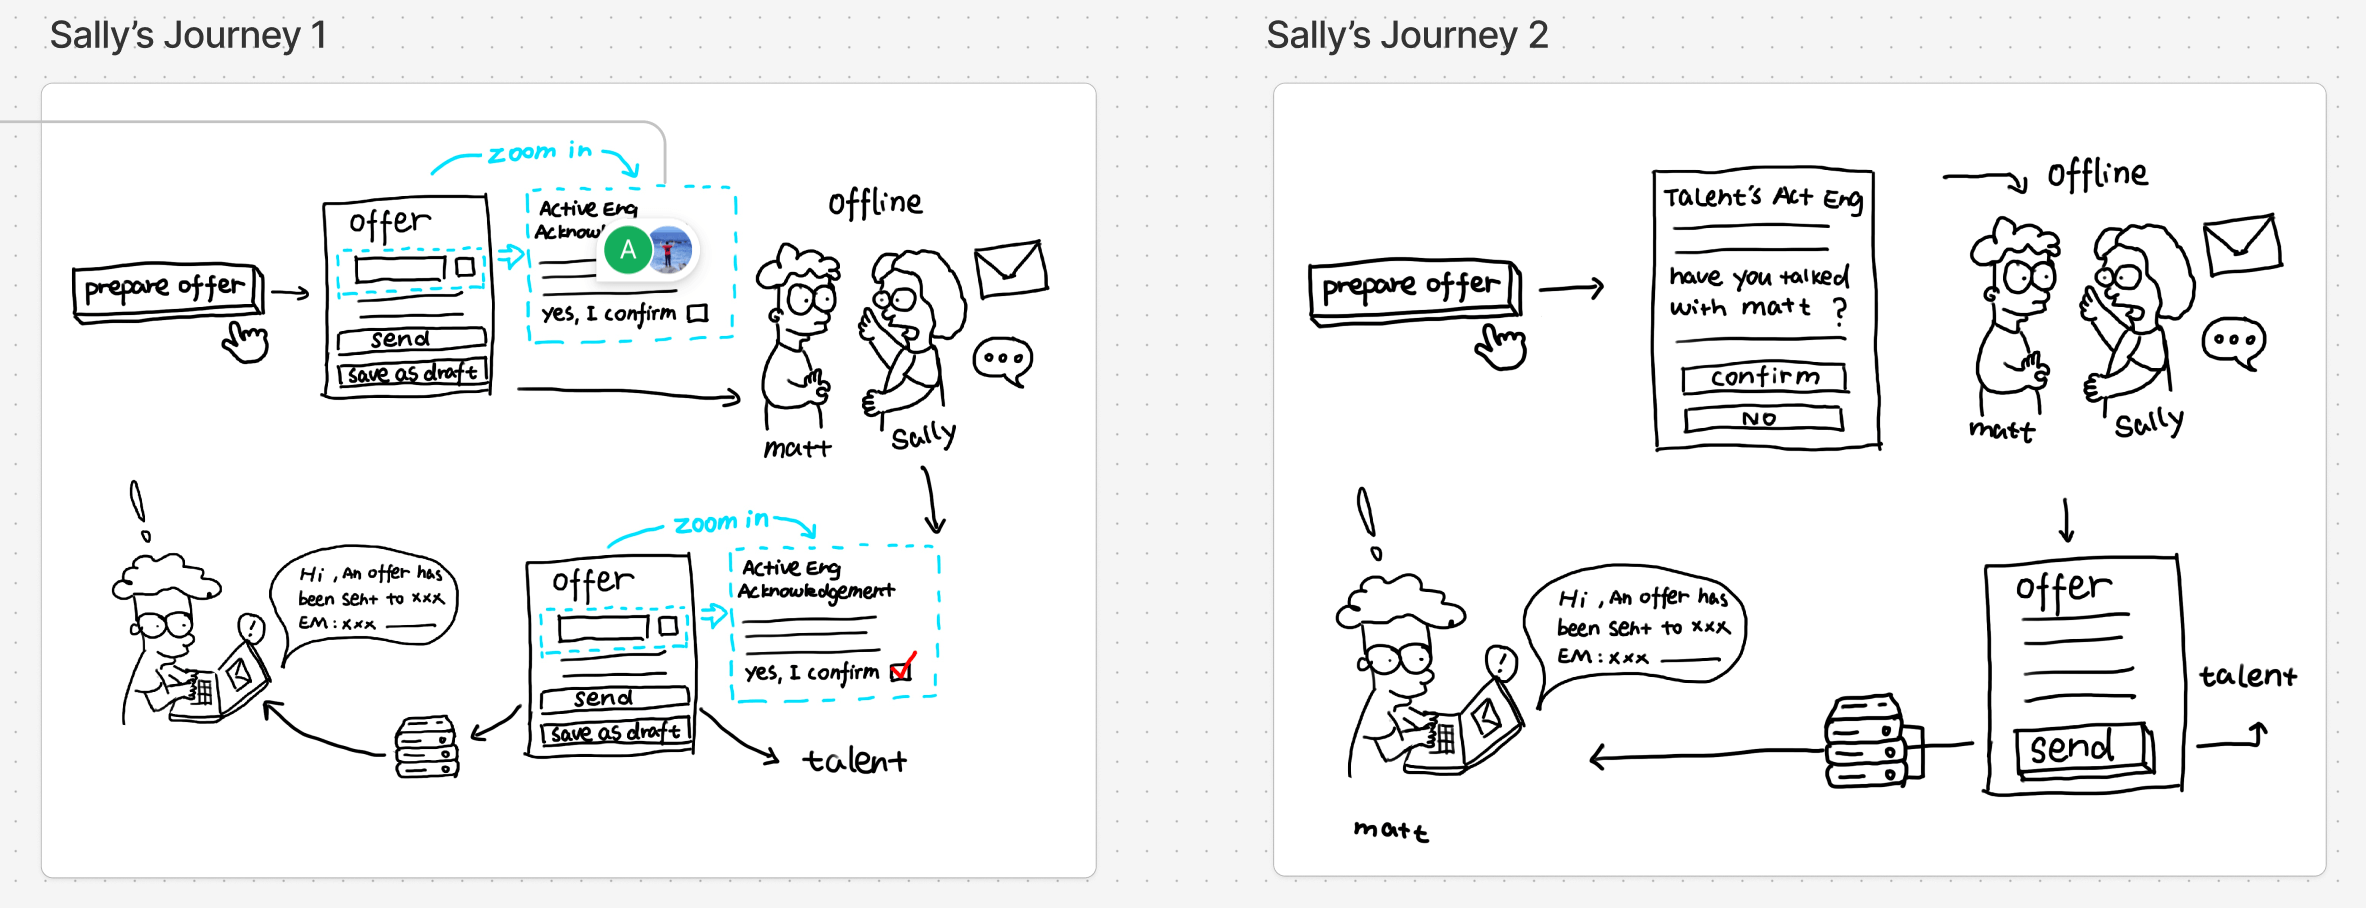 Sally's Journey 1
zoom in
offer
prepare offer
send
save as draft
Active Eng
yes, I confirm
A
offline
matt
Sally
!
Hi, An offer has
been sent to xxx
EM: xxx
!
zoom in
offer
send
save as draft
Active Eng
Acknowledgement
yes, I confirm
talent
Sally's Journey 2
prepare offer
Talent's Act Eng
have you talked
with matt ?
confirm
NO
offline
matt
Sally
!
Hi, An offer has
been sent to xxx
EM: xxx
!
matt
offer
send
talent